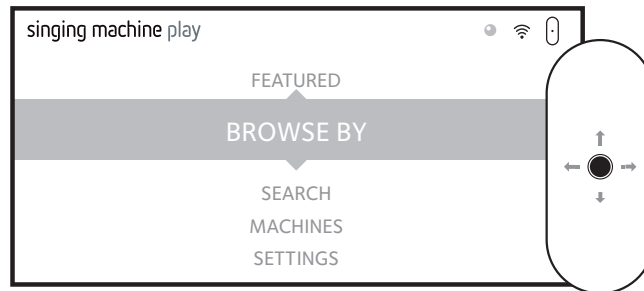 singing machine play
FEATURED
BROWSE BY
SEARCH
MACHINES
SETTINGS